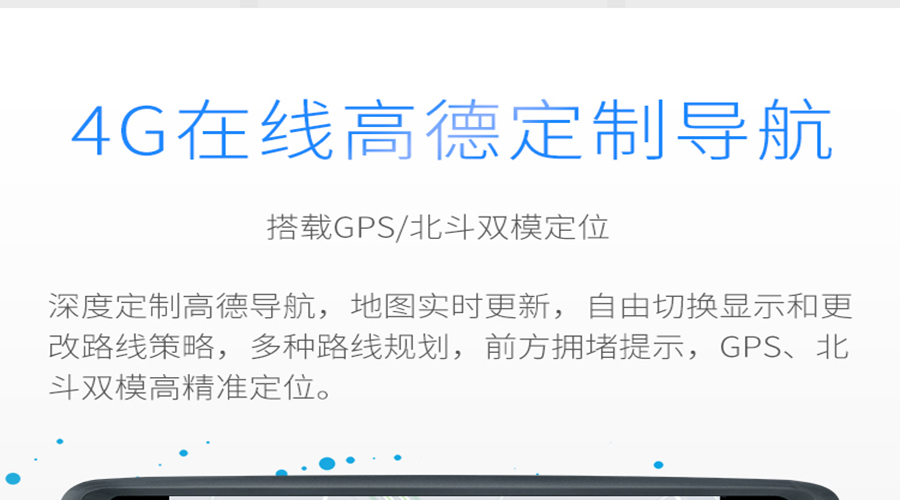 4G在线高德定制导航
搭载GPS/北斗双模定位
深度定制高德导航，地图实时更新，自由切换显示和更
改路线策略，多种路线规划，前方拥堵提示，GPS、北
斗双模高精准定位。